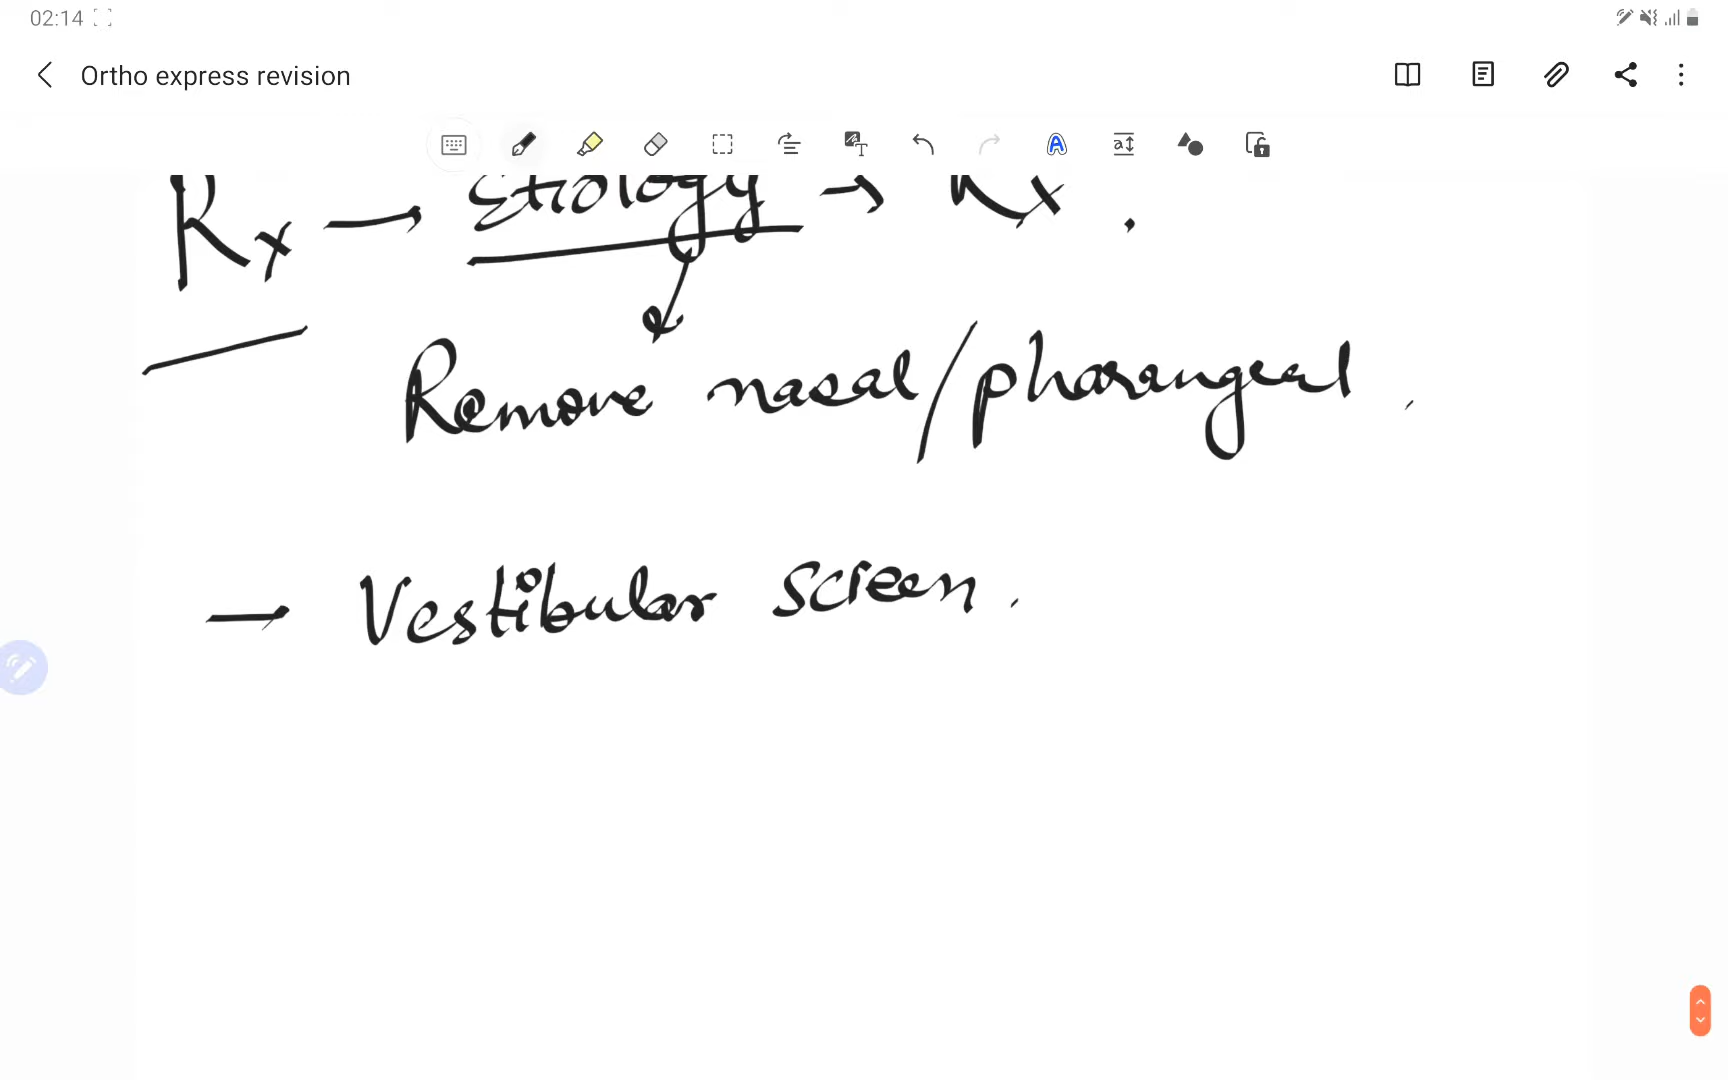 02:14
Ortho express revision
Rx → Etiology → Rx.
Remove nasal/pharangeal.
— Vestibular screen.